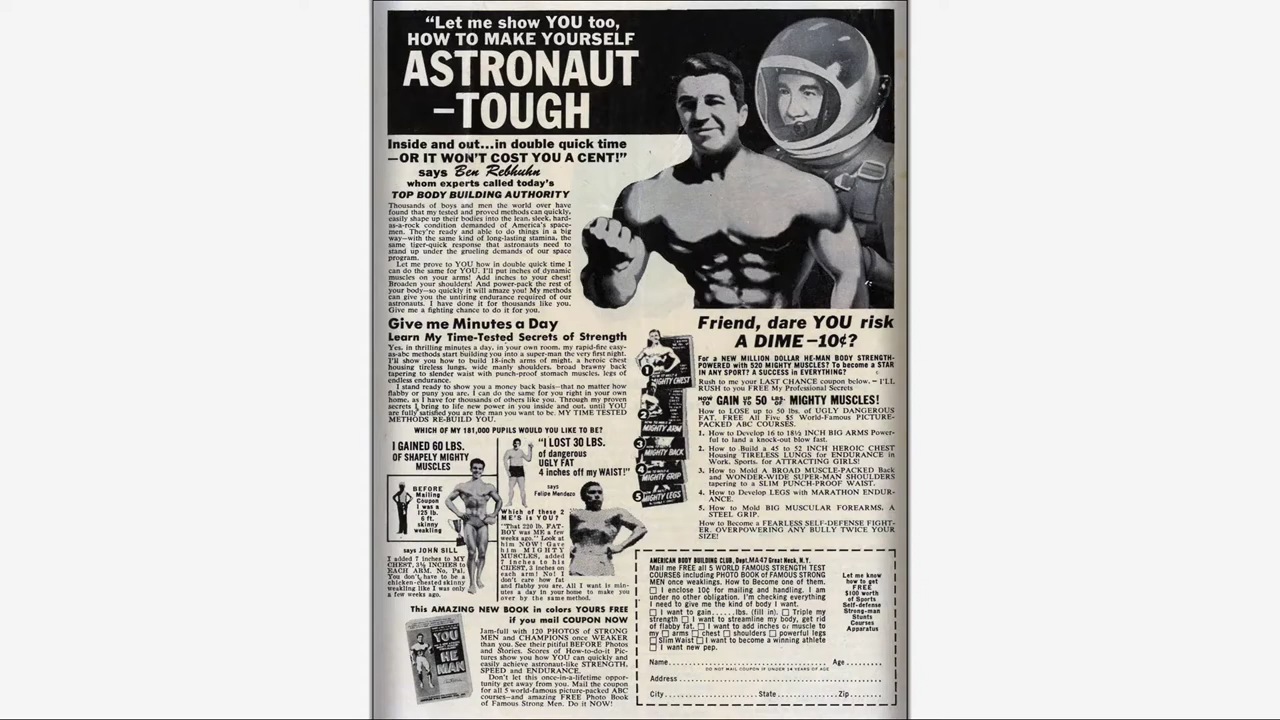 "Let me show YOU too,
HOW TO MAKE YOURSELF
ASTRONAUT
-TOUGH
Inside and out...in double quick time
—OR IT WON'T COST YOU A CENT!"
says Ben Rebhuhn
whom experts called today's
TOP BODY BUILDING AUTHORITY
Thousands of boys and men the world over have
found that my tested and proved methods can quickly,
easily shape up their bodies into the lean, sleek, hard-
as-a-rock condition demanded of America's space-
men. They're ready and able to do things in a big
way—with the same kind of long-lasting stamina, the
same tiger-quick response that astronauts need to
stand up under the grueling demands of our space
program.
Let me prove to YOU how in double quick time I
can do the same for YOU. I'll put inches of dynamic
muscles on your arms! Add inches to your chest!
Broaden your shoulders! And power-pack the rest of
your body—so quickly it will amaze you! My methods
can give you the untiring endurance required of our
astronauts. I have done it for thousands like you.
Give me a fighting chance to do it for you.
Give me Minutes a Day
Learn My Time-Tested Secrets of Strength
Yes, in thrilling minutes a day, in your own room, my rapid-fire easy-
as-abc methods start building you into a super-man the very first night.
I'll show you how to build 18-inch arms of might, a heroic chest
housing tireless lungs, wide manly shoulders, broad brawny back
tapering to slender waist with punch-proof stomach muscles, legs of
endless endurance.
I stand ready to show you a money back basis—that no matter how
flabby or puny you are, I can do the same for you right in your own
home, as I have for thousands of others like you. Through my proven
secrets I bring to life new power in you inside and out, until YOU
are fully satisfied you are the man you want to be. MY TIME TESTED
METHODS RE-BUILD YOU.
WHICH OF MY 181,000 PUPILS WOULD YOU LIKE TO BE?
I GAINED 60 LBS.
OF SHAPELY MIGHTY
MUSCLES
BEFORE
Mailing
Coupon
I was a
125 lb.
6 ft.
skinny
weakling
says JOHN SILL
I added 7 inches to MY
CHEST, 3½ INCHES to
EACH ARM. No, Pal.
You don't have to be a
chicken-chested skinny
weakling like I was only
a few weeks ago.
"I LOST 30 LBS.
of dangerous
UGLY FAT
4 inches off my WAIST!"
says
Felipe Mendezo
Which of these 2
ME'S is YOU?
"That 220 lb. FAT-
BOY was ME a few
weeks ago." Look at
him NOW! Gave
him MIGHTY
MUSCLES, added
7 inches to his
CHEST, 3 inches on
each arm! No! I
don't care how fat
and flabby you are. All I want is min-
utes a day in your home to make you
over by the same method.
This AMAZING NEW BOOK in colors YOURS FREE
if you mail COUPON NOW
YOU
HE
MAN
Jam-full with 120 PHOTOS of STRONG
MEN and CHAMPIONS once WEAKER
than you. See their pitiful BEFORE Photos
and Stories. Scores of How-to-do-it Pic-
tures show you how YOU can quickly and
easily achieve astronaut-like STRENGTH,
SPEED and ENDURANCE.
Don't let this once-in-a-lifetime oppor-
tunity get away from you. Mail the coupon
for all 5 world-famous picture-packed ABC
courses—and amazing FREE Photo Book
of Famous Strong Men. Do it NOW!
1 MIGHTY CHEST
2 MIGHTY ARM
3 MIGHTY BACK
4 MIGHTY GRIP
5 MIGHTY LEGS
Friend, dare YOU risk
A DIME —10¢?
For a NEW MILLION DOLLAR HE-MAN BODY STRENGTH-
POWERED with 520 MIGHTY MUSCLES? To become a STAR
IN ANY SPORT? A SUCCESS in EVERYTHING?
Rush to me your LAST CHANCE coupon below, — I'LL
RUSH to you FREE My Professional Secrets
HOW TO GAIN UP TO 50 LBS. OF MIGHTY MUSCLES!
How to LOSE up to 50 lbs. of UGLY DANGEROUS
FAT. FREE All Five $5 World-Famous PICTURE-
PACKED ABC COURSES.
1. How to Develop 16 to 18½ INCH BIG ARMS Power-
ful to land a knock-out blow fast.
2. How to Build a 45 to 52 INCH HEROIC CHEST
Housing TIRELESS LUNGS for ENDURANCE in
Work, Sports, for ATTRACTING GIRLS!
3. How to Mold A BROAD MUSCLE-PACKED Back
and WONDER-WIDE SUPER-MAN SHOULDERS
tapering to a SLIM PUNCH-PROOF WAIST.
4. How to Develop LEGS with MARATHON ENDUR-
ANCE.
5. How to Mold BIG MUSCULAR FOREARMS, A
STEEL GRIP.
How to Become a FEARLESS SELF-DEFENSE FIGHT-
ER, OVERPOWERING ANY BULLY TWICE YOUR
SIZE!
AMERICAN BODY BUILDING CLUB, Dept. MA-47 Great Neck, N.Y.
Mail me FREE all 5 WORLD FAMOUS STRENGTH TEST
COURSES including PHOTO BOOK of FAMOUS STRONG
MEN once weaklings. How to Become One of them.
I enclose 10¢ for mailing and handling. I am
under no other obligation. I'm checking everything
I need to give me the kind of body I want.
I want to gain......lbs. (fill in). Triple my
strength I want to streamline my body, get rid
of flabby fat. I want to add inches of muscle to
my arms chest shoulders powerful legs
Slim Waist I want to become a winning athlete
I want new pep.
Let me know
how to get
FREE
$100 worth
of Sports
Self-defense
Strong-man
Stunts
Courses
Apparatus
Name.......... Age........
DO NOT MAIL COUPON IF UNDER 14 YEARS OF AGE
Address..........
City.......... State.......... Zip........